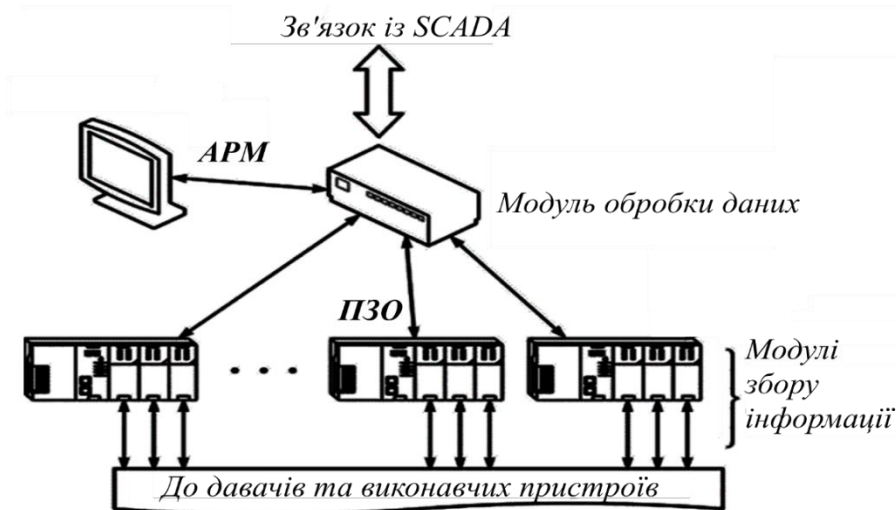 Зв'язок із SCADA
АРМ
Модуль обробки даних
ПЗО
Модулі
збору
інформації
До давачів та виконавчих пристроїв